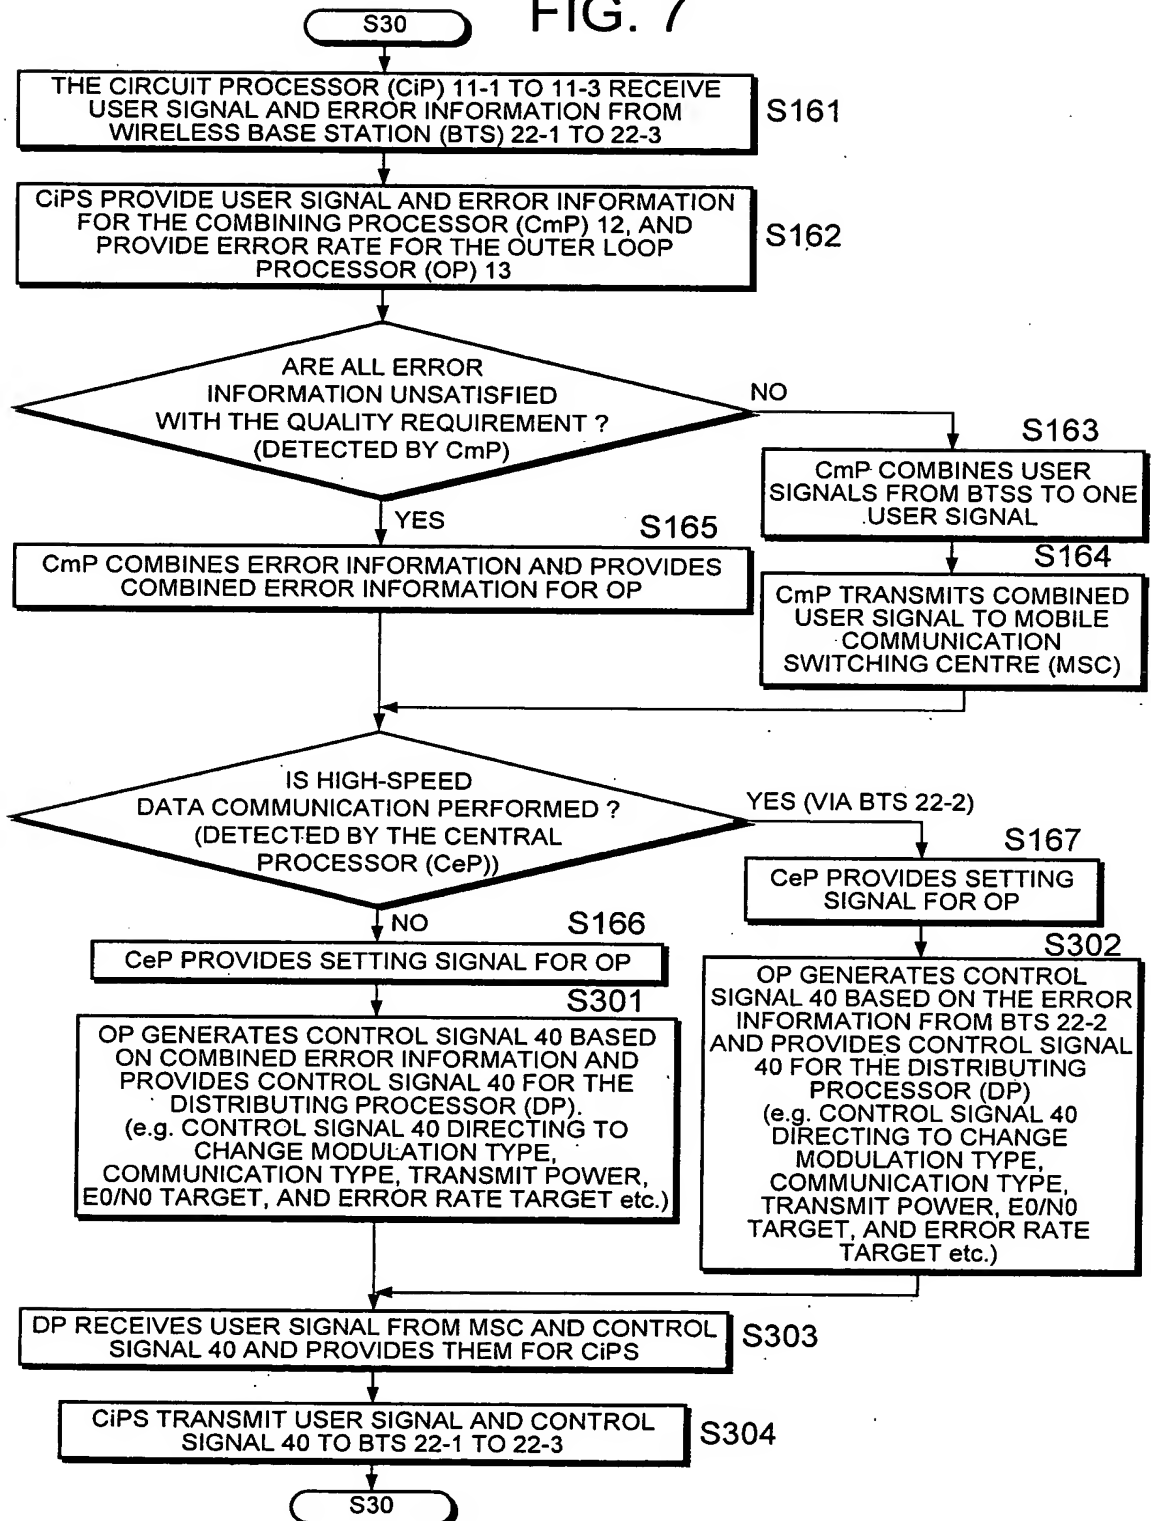 FIG. 7
S30
THE CIRCUIT PROCESSOR (CiP) 11-1 TO 11-3 RECEIVE
USER SIGNAL AND ERROR INFORMATION FROM
WIRELESS BASE STATION (BTS) 22-1 TO 22-3
S161
CiPS PROVIDE USER SIGNAL AND ERROR INFORMATION
FOR THE COMBINING PROCESSOR (CmP) 12, AND
PROVIDE ERROR RATE FOR THE OUTER LOOP
PROCESSOR (OP) 13
S162
ARE ALL ERROR
INFORMATION UNSATISFIED
WITH THE QUALITY REQUIREMENT ?
(DETECTED BY CmP)
NO
S163
CmP COMBINES USER
SIGNALS FROM BTSS TO ONE
USER SIGNAL
YES
S165
CmP COMBINES ERROR INFORMATION AND PROVIDES
COMBINED ERROR INFORMATION FOR OP
S164
CmP TRANSMITS COMBINED
USER SIGNAL TO MOBILE
COMMUNICATION
SWITCHING CENTRE (MSC)
IS HIGH-SPEED
DATA COMMUNICATION PERFORMED ?
(DETECTED BY THE CENTRAL
PROCESSOR (CeP))
YES (VIA BTS 22-2)
S167
CeP PROVIDES SETTING
SIGNAL FOR OP
NO
S166
CeP PROVIDES SETTING SIGNAL FOR OP
S301
OP GENERATES CONTROL SIGNAL 40 BASED
ON COMBINED ERROR INFORMATION AND
PROVIDES CONTROL SIGNAL 40 FOR THE
DISTRIBUTING PROCESSOR (DP).
(e.g. CONTROL SIGNAL 40 DIRECTING TO
CHANGE MODULATION TYPE,
COMMUNICATION TYPE, TRANSMIT POWER,
E0/N0 TARGET, AND ERROR RATE TARGET etc.)
S302
OP GENERATES CONTROL
SIGNAL 40 BASED ON THE ERROR
INFORMATION FROM BTS 22-2
AND PROVIDES CONTROL SIGNAL
40 FOR THE DISTRIBUTING
PROCESSOR (DP)
(e.g. CONTROL SIGNAL 40
DIRECTING TO CHANGE
MODULATION TYPE,
COMMUNICATION TYPE,
TRANSMIT POWER, E0/N0
TARGET, AND ERROR RATE
TARGET etc.)
DP RECEIVES USER SIGNAL FROM MSC AND CONTROL
SIGNAL 40 AND PROVIDES THEM FOR CiPS
S303
CiPS TRANSMIT USER SIGNAL AND CONTROL
SIGNAL 40 TO BTS 22-1 TO 22-3
S304
S30